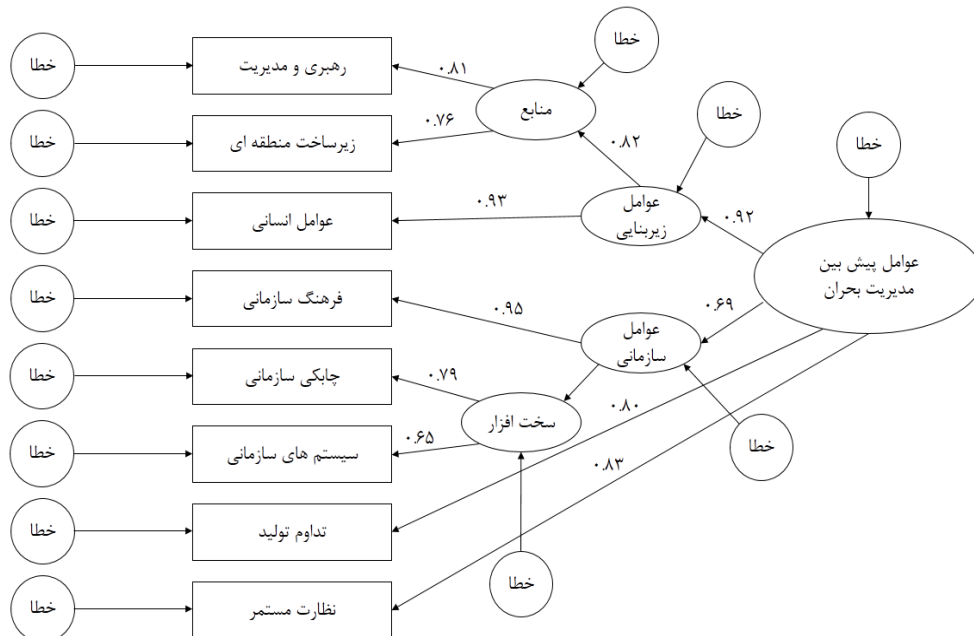 خطا
خطا
رهبری و مدیریت
۰.۸۱
منابع
خطا
زیرساخت منطقه ای
۰.۷۶
خطا
خطا
۰.۸۲
خطا
عوامل انسانی
۰.۹۳
عوامل
زیربنایی
۰.۹۲
عوامل پیش بین
مدیریت بحران
خطا
فرهنگ سازمانی
۰.۹۵
عوامل
سازمانی
۰.۶۹
خطا
چابکی سازمانی
۰.۷۹
سخت افزار
۰.۸۰
خطا
سیستم های سازمانی
۰.۶۵
خطا
۰.۸۳
خطا
تداوم تولید
خطا
خطا
نظارت مستمر